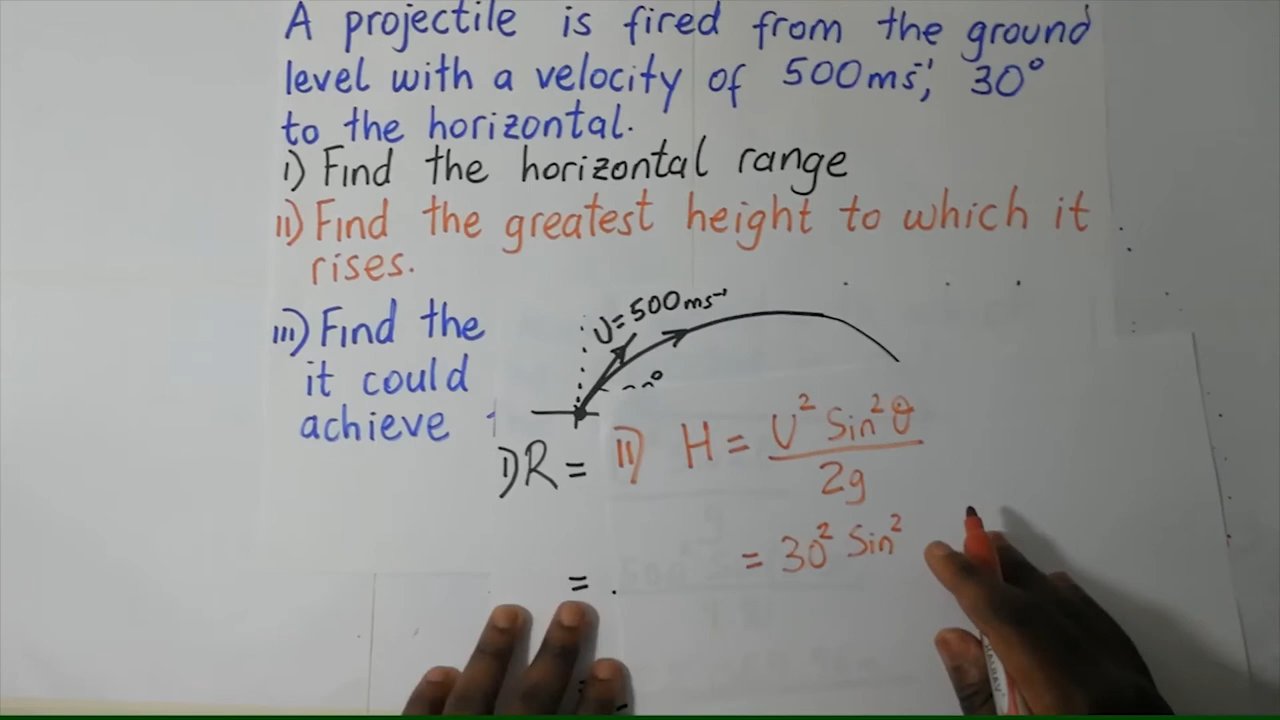 A projectile is fired from the ground
level with a velocity of 500ms⁻¹, 30°
to the horizontal.
i) Find the horizontal range
ii) Find the greatest height to which it
rises.
iii) Find the
it could
achieve
U=500ms⁻¹
i) R =
=
ii) H = U² Sin²θ
2g
= 30² Sin²